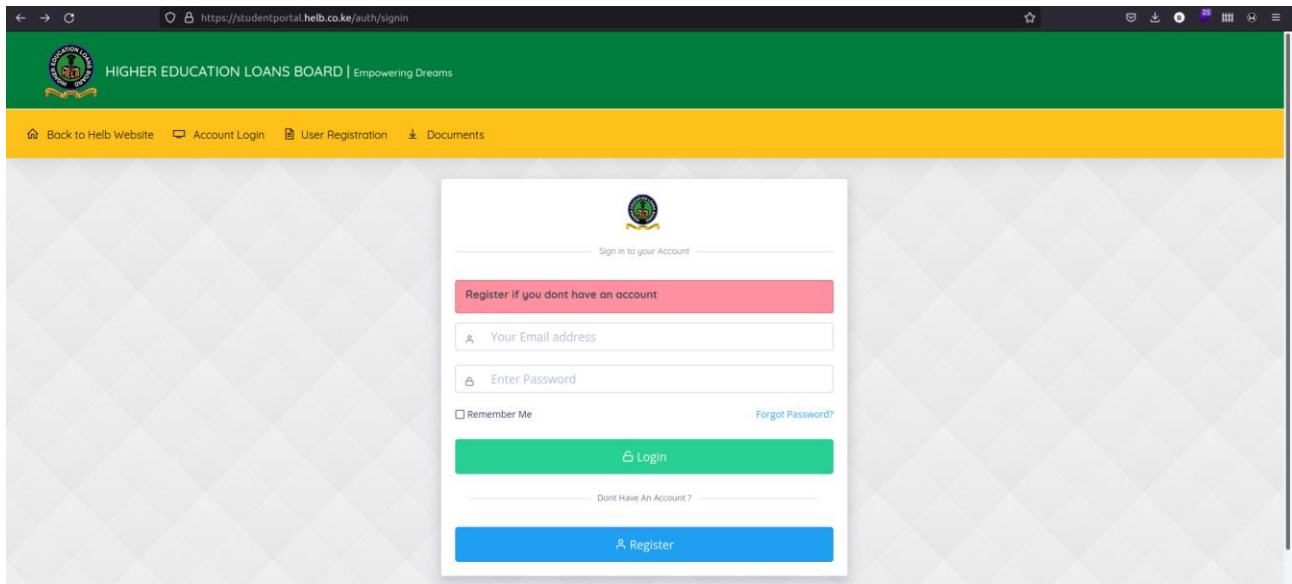 https://studentportal.helb.co.ke/auth/signin
25
HIGHER EDUCATION LOANS BOARD | Empowering Dreams
Back to Helb Website Account Login User Registration Documents
Sign in to your Account
Register if you dont have an account
Your Email address
Enter Password
Remember Me Forgot Password?
Login
Dont Have An Account ?
Register